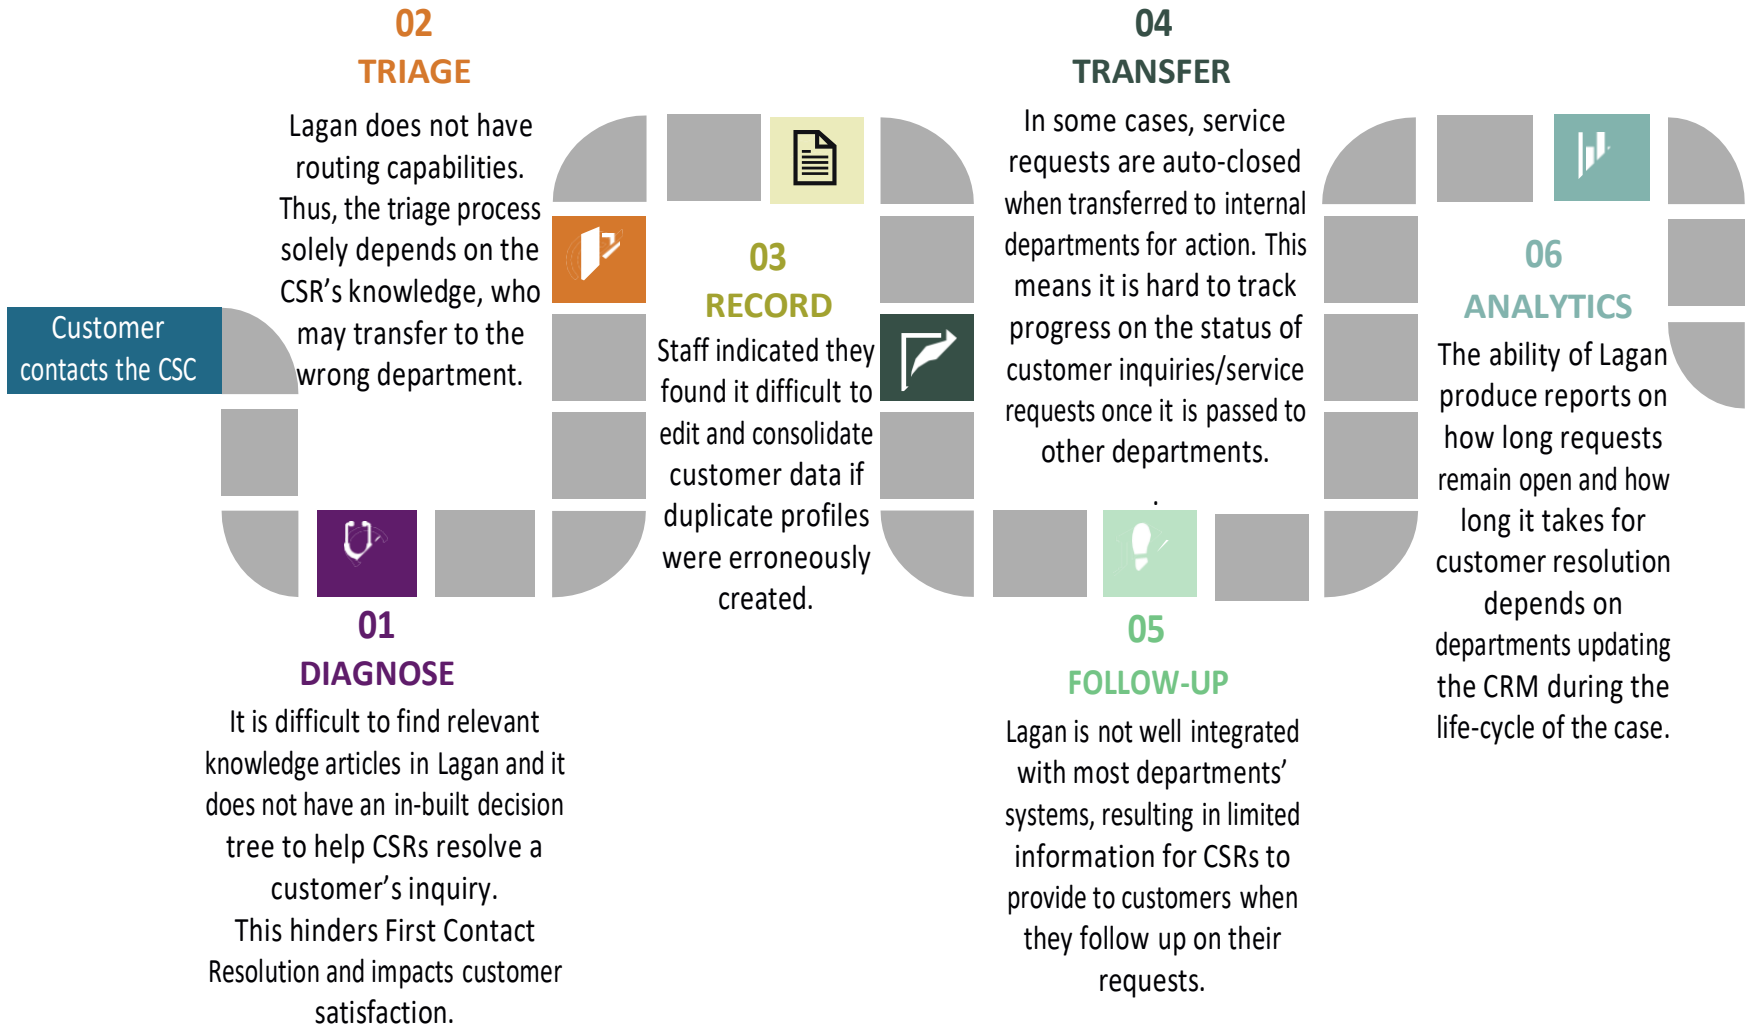 Customer
contacts the CSC
01
DIAGNOSE
It is difficult to find relevant
knowledge articles in Lagan and it
does not have an in-built decision
tree to help CSRs resolve a
customer’s inquiry.
This hinders First Contact
Resolution and impacts customer
satisfaction.
02
TRIAGE
Lagan does not have
routing capabilities.
Thus, the triage process
solely depends on the
CSR’s knowledge, who
may transfer to the
wrong department.
03
RECORD
Staff indicated they
found it difficult to
edit and consolidate
customer data if
duplicate profiles
were erroneously
created.
04
TRANSFER
In some cases, service
requests are auto-closed
when transferred to internal
departments for action. This
means it is hard to track
progress on the status of
customer inquiries/service
requests once it is passed to
other departments.
.
05
FOLLOW-UP
Lagan is not well integrated
with most departments’
systems, resulting in limited
information for CSRs to
provide to customers when
they follow up on their
requests.
06
ANALYTICS
The ability of Lagan
produce reports on
how long requests
remain open and how
long it takes for
customer resolution
depends on
departments updating
the CRM during the
life-cycle of the case.